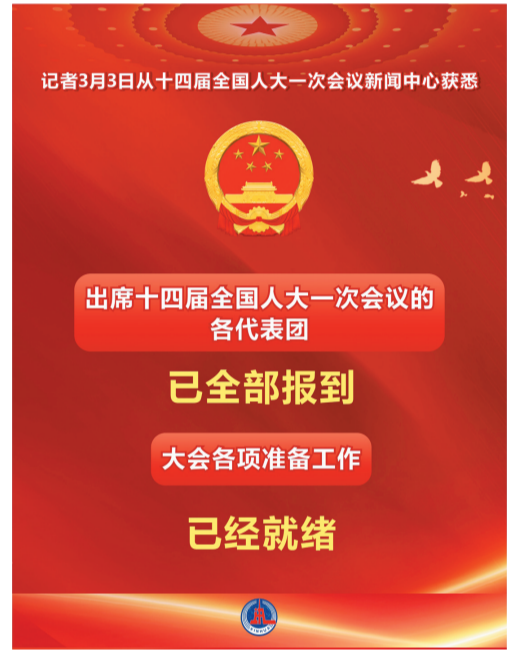 记者3月3日从十四届全国人大一次会议新闻中心获悉
出席十四届全国人大一次会议的
各代表团
已全部报到
大会各项准备工作
已经就绪
XINHUA